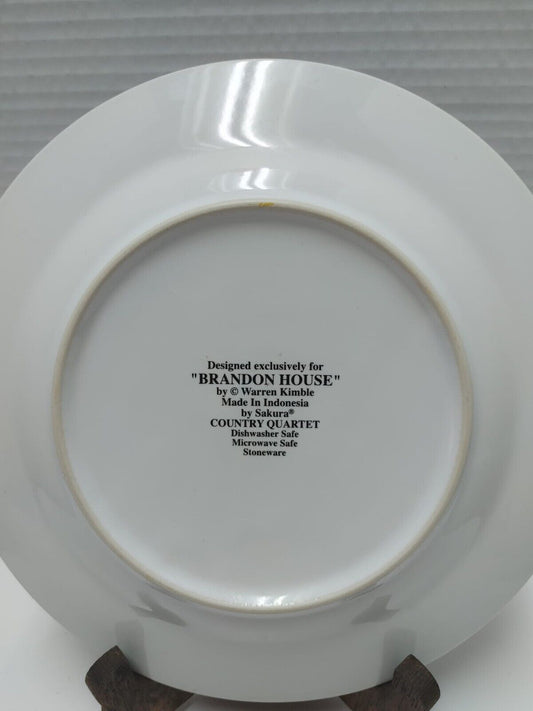 Designed exclusively for
"BRANDON HOUSE"
by © Warren Kimble
Made In Indonesia
by Sakura®
COUNTRY QUARTET
Dishwasher Safe
Microwave Safe
Stoneware